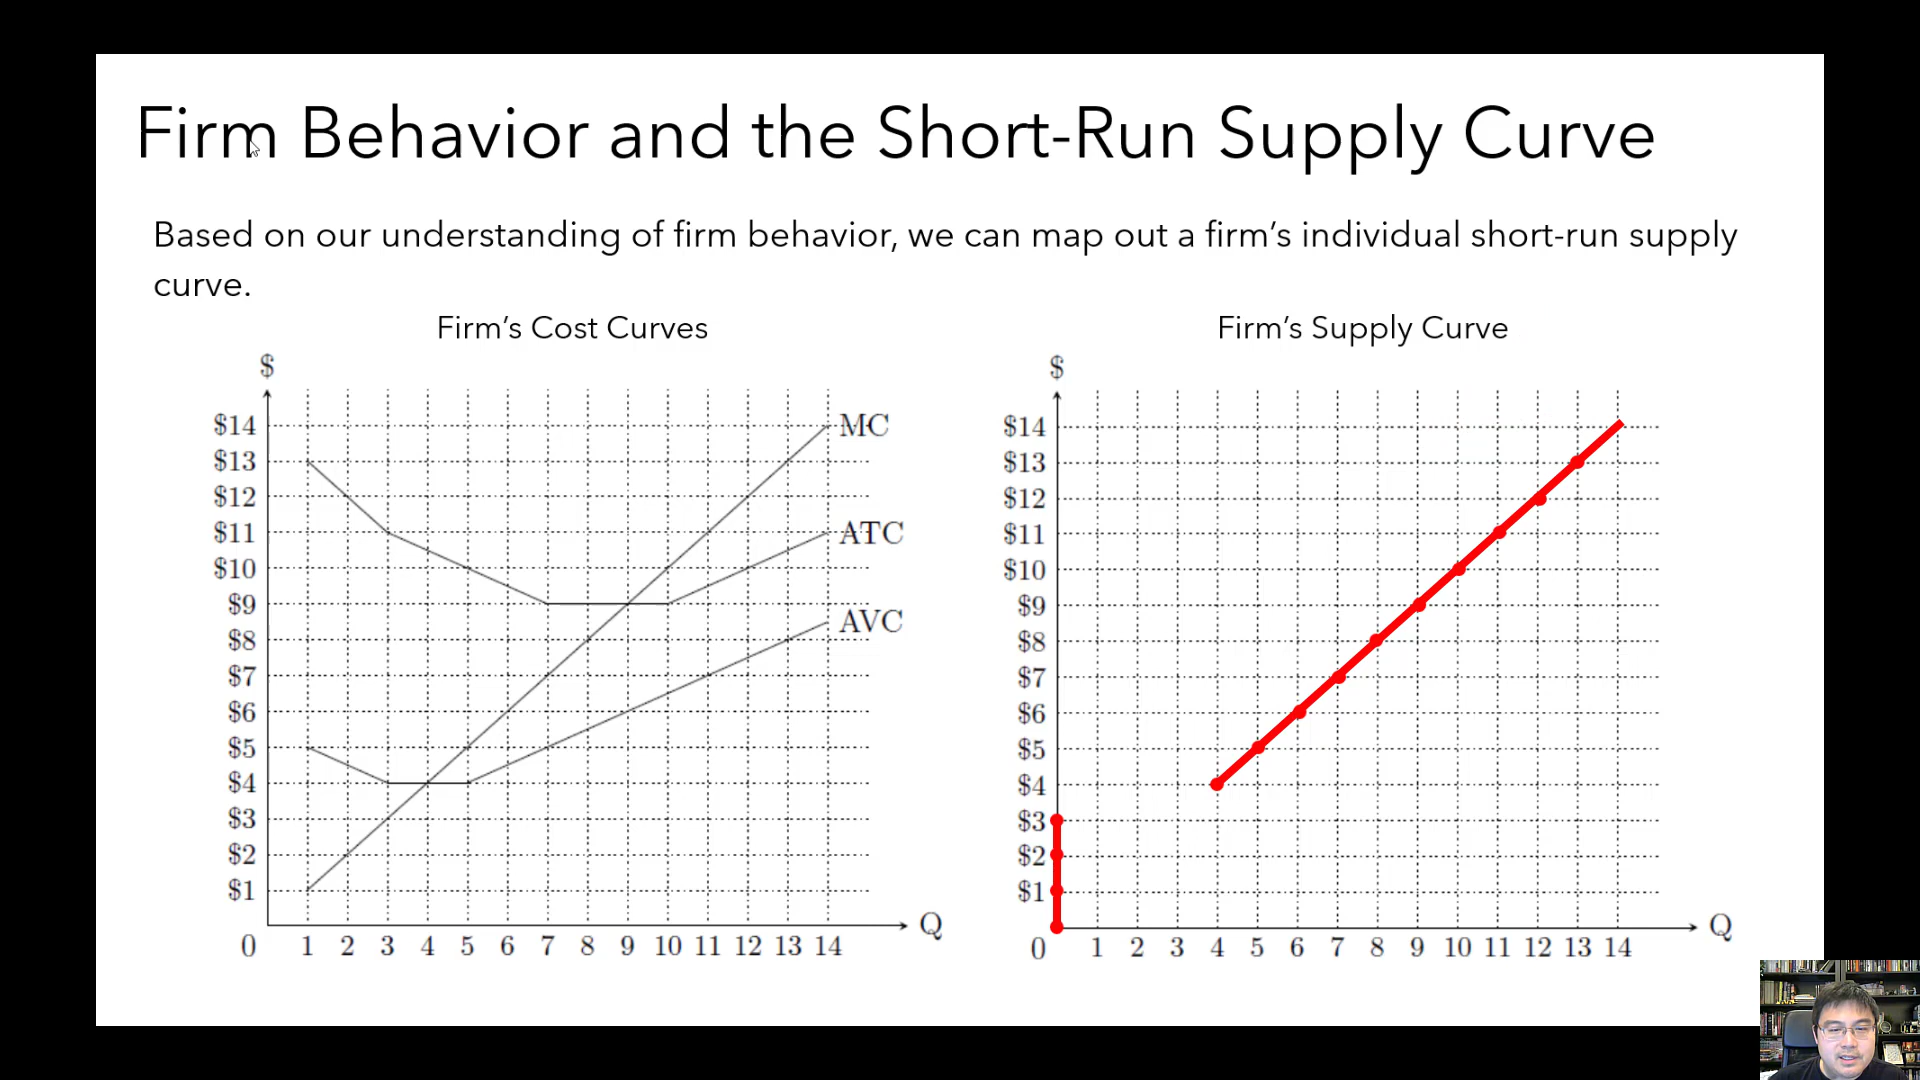 Firm Behavior and the Short-Run Supply Curve
Based on our understanding of firm behavior, we can map out a firm's individual short-run supply
curve.
Firm's Cost Curves
$
$14
$13
$12
$11
$10
$9
$8
$7
$6
$5
$4
$3
$2
$1
MC
ATC
AVC
Q
0 1 2 3 4 5 6 7 8 9 10 11 12 13 14
Firm's Supply Curve
$
$14
$13
$12
$11
$10
$9
$8
$7
$6
$5
$4
$3
$2
$1
Q
0 1 2 3 4 5 6 7 8 9 10 11 12 13 14